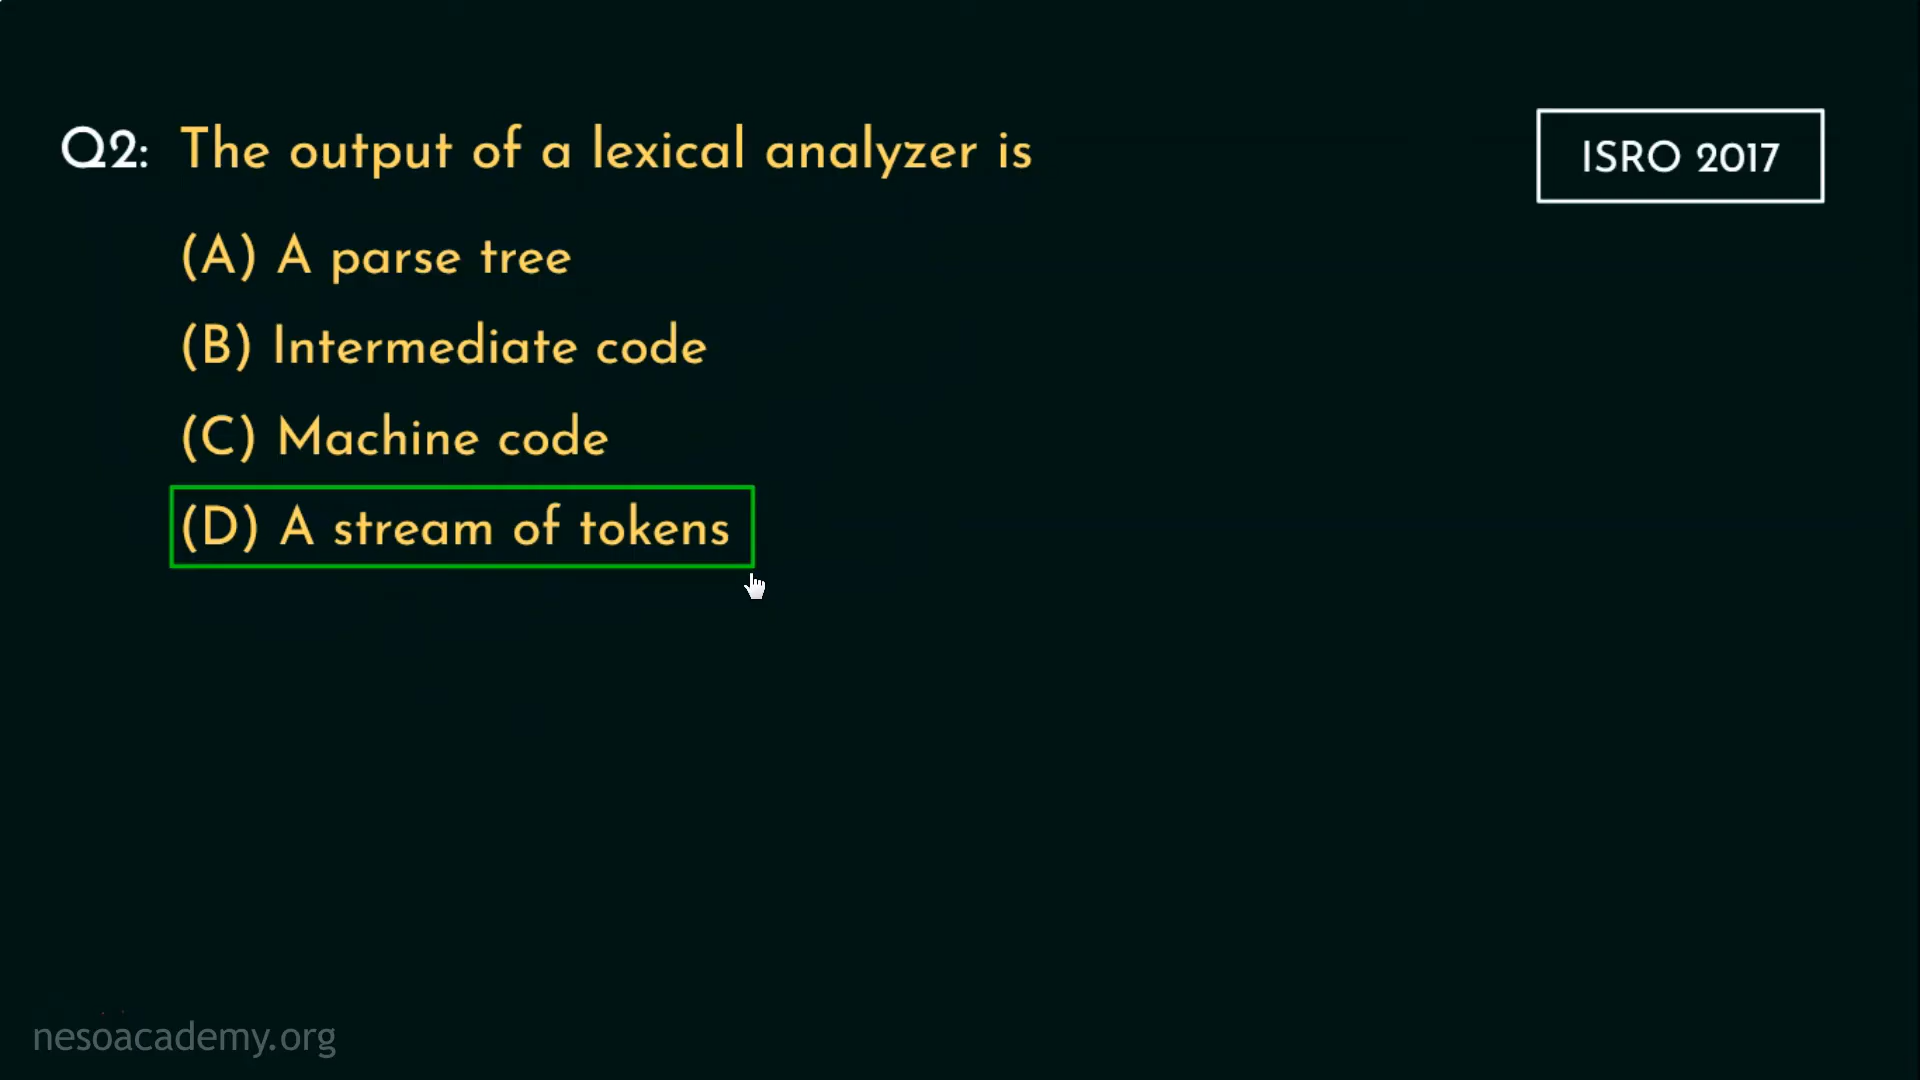 Q2: The output of a lexical analyzer is
ISRO 2017
(A) A parse tree
(B) Intermediate code
(C) Machine code
(D) A stream of tokens
nesoacademy.org